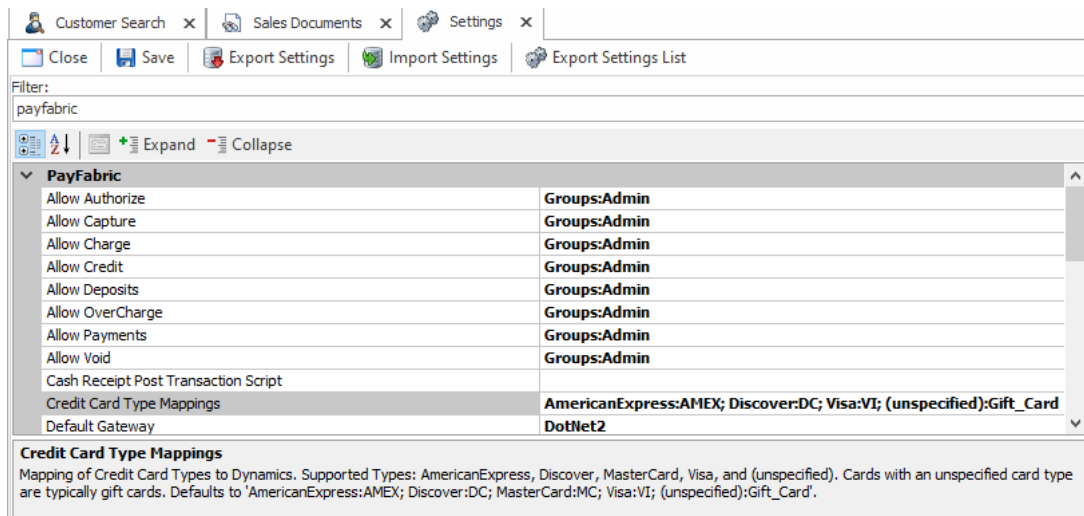 Customer Search x Sales Documents x Settings x
Close Save Export Settings Import Settings Export Settings List
Filter:
payfabric
Expand Collapse
PayFabric
Allow Authorize Groups:Admin
Allow Capture Groups:Admin
Allow Charge Groups:Admin
Allow Credit Groups:Admin
Allow Deposits Groups:Admin
Allow OverCharge Groups:Admin
Allow Payments Groups:Admin
Allow Void Groups:Admin
Cash Receipt Post Transaction Script
Credit Card Type Mappings AmericanExpress:AMEX; Discover:DC; Visa:VI; (unspecified):Gift_Card
Default Gateway DotNet2
Credit Card Type Mappings
Mapping of Credit Card Types to Dynamics. Supported Types: AmericanExpress, Discover, MasterCard, Visa, and (unspecified). Cards with an unspecified card type
are typically gift cards. Defaults to 'AmericanExpress:AMEX; Discover:DC; MasterCard:MC; Visa:VI; (unspecified):Gift_Card'.